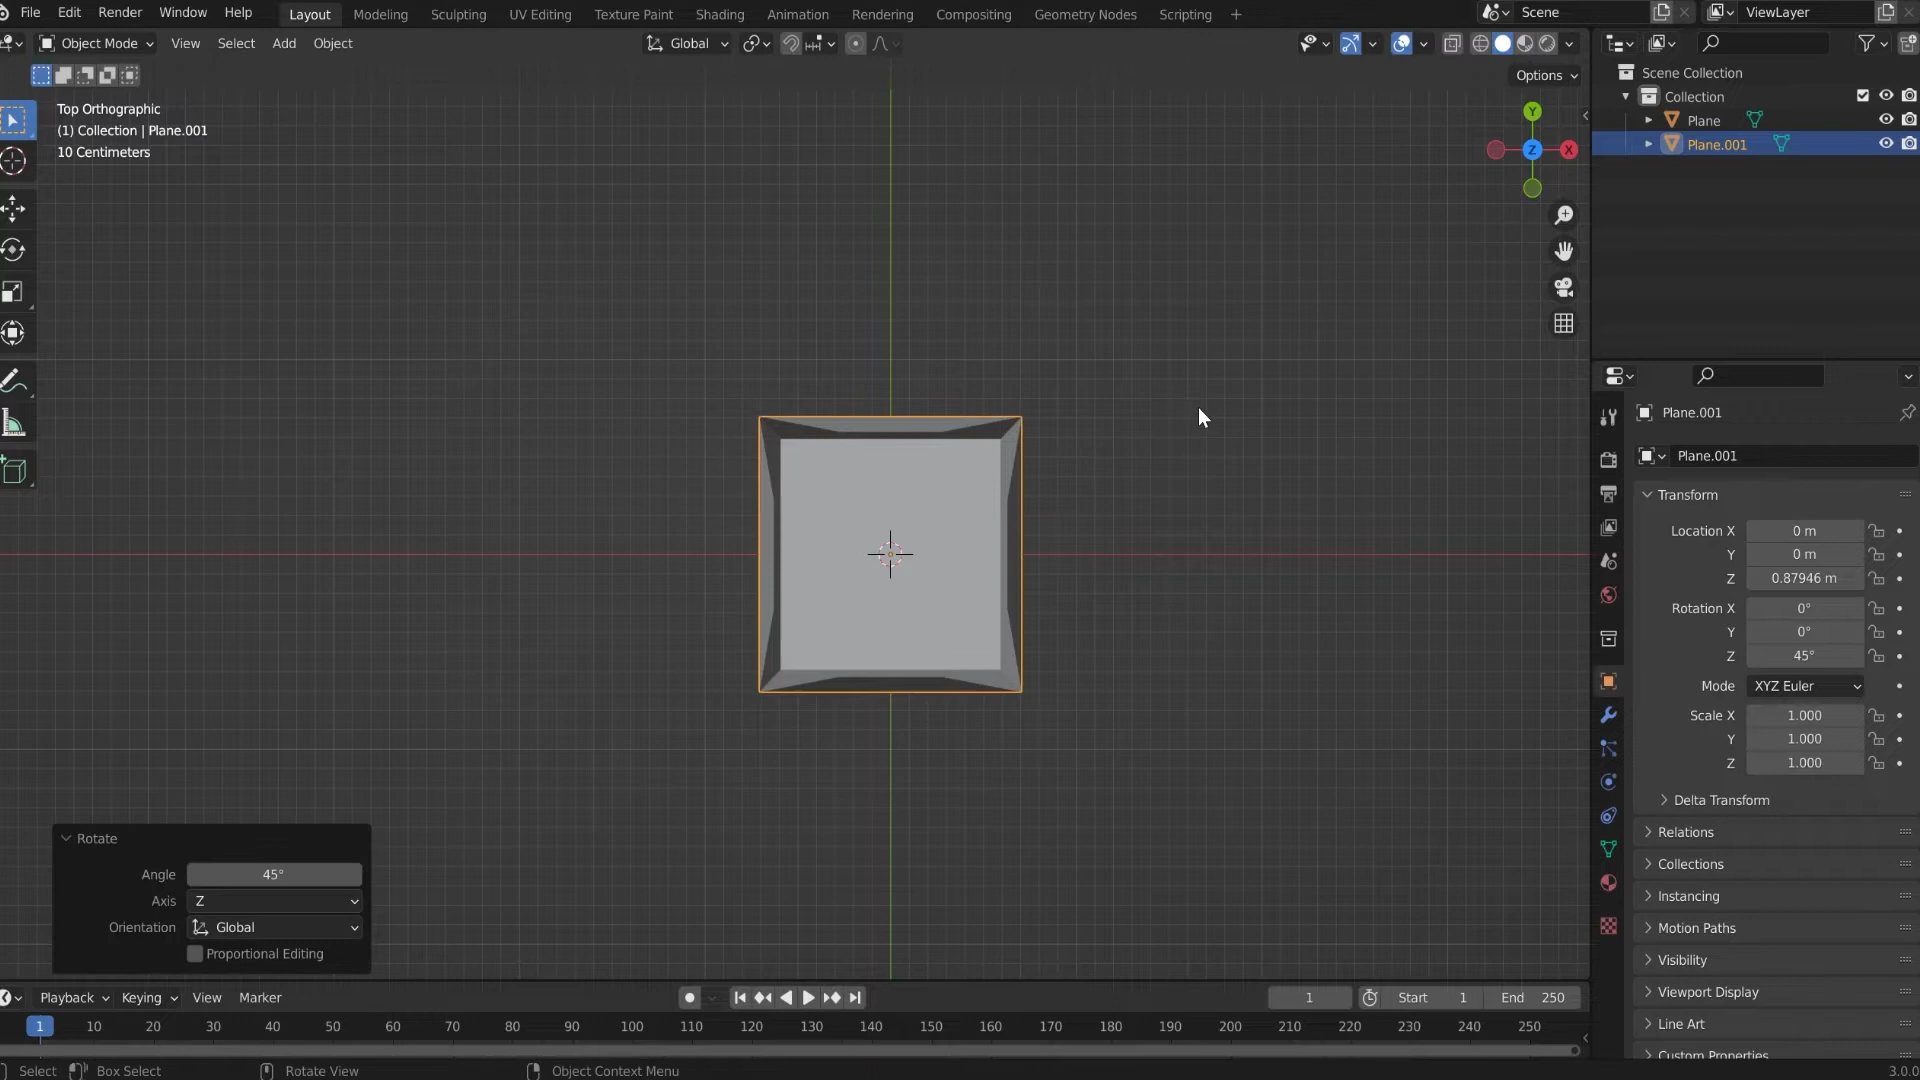 File Edit Render Window Help Layout Modeling Sculpting UV Editing Texture Paint Shading Animation Rendering Compositing Geometry Nodes Scripting + Scene ViewLayer
Object Mode View Select Add Object Global
Options
Top Orthographic
(1) Collection | Plane.001
10 Centimeters
Y
Z
X
Scene Collection
Collection
Plane
Plane.001
Plane.001
Plane.001
Transform
Location X 0 m
Y 0 m
Z 0.87946 m
Rotation X 0°
Y 0°
Z 45°
Mode XYZ Euler
Scale X 1.000
Y 1.000
Z 1.000
Delta Transform
Relations
Collections
Instancing
Motion Paths
Visibility
Viewport Display
Line Art
Custom Properties
Rotate
Angle 45°
Axis Z
Orientation Global
Proportional Editing
Playback Keying View Marker 1 Start 1 End 250
1 10 20 30 40 50 60 70 80 90 100 110 120 130 140 150 160 170 180 190 200 210 220 230 240 250
Select Box Select Rotate View Object Context Menu 3.0.0